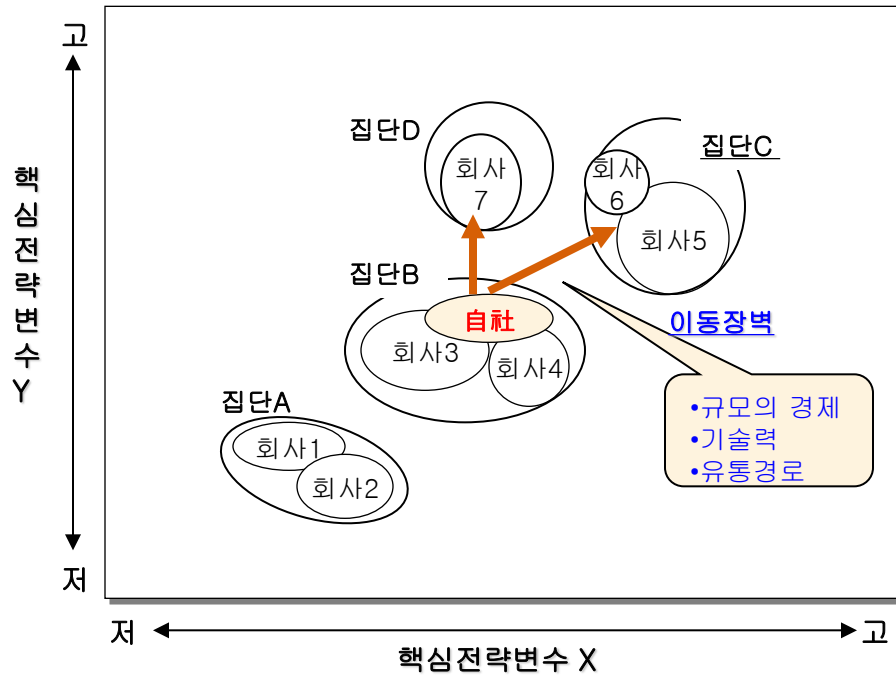 고
집단D
집단C
회사
7
회사
6
회사5
핵
심
전
략
변
수
Y
집단B
自社
이동장벽
회사3
회사4
집단A
•규모의 경제
•기술력
•유통경로
회사1
회사2
저
저
고
핵심전략변수 X